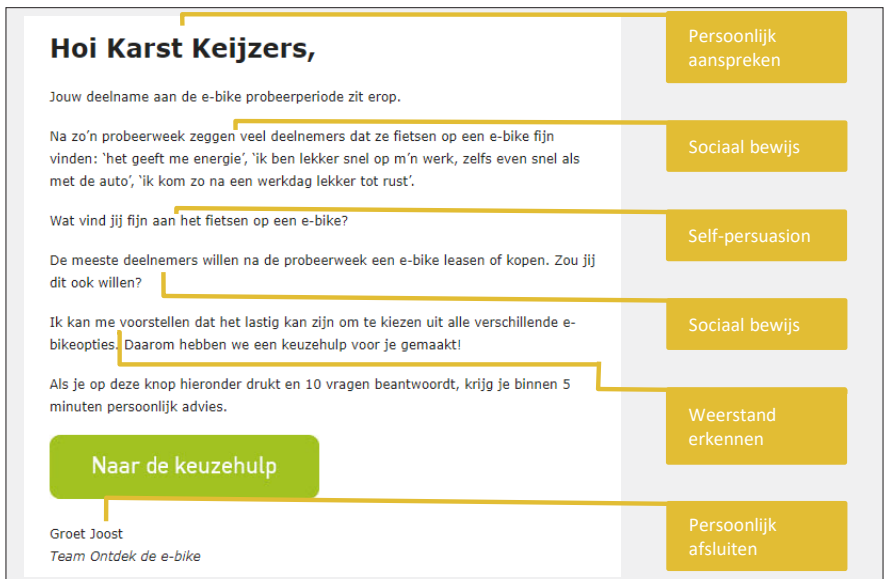 Hoi Karst Keijzers,
Jouw deelname aan de e-bike probeerperiode zit erop.
Na zo’n probeerweek zeggen veel deelnemers dat ze fietsen op een e-bike fijn
vinden: ‘het geeft me energie’, ‘ik ben lekker snel op m’n werk, zelfs even snel als
met de auto’, ‘ik kom zo na een werkdag lekker tot rust’.
Wat vind jij fijn aan het fietsen op een e-bike?
De meeste deelnemers willen na de probeerweek een e-bike leasen of kopen. Zou jij
dit ook willen?
Ik kan me voorstellen dat het lastig kan zijn om te kiezen uit alle verschillende e-
bikeopties. Daarom hebben we een keuzehulp voor je gemaakt!
Als je op deze knop hieronder drukt en 10 vragen beantwoordt, krijg je binnen 5
minuten persoonlijk advies.
Naar de keuzehulp
Groet Joost
Team Ontdek de e-bike
Persoonlijk
aanspreken
Sociaal bewijs
Self-persuasion
Sociaal bewijs
Weerstand
erkennen
Persoonlijk
afsluiten